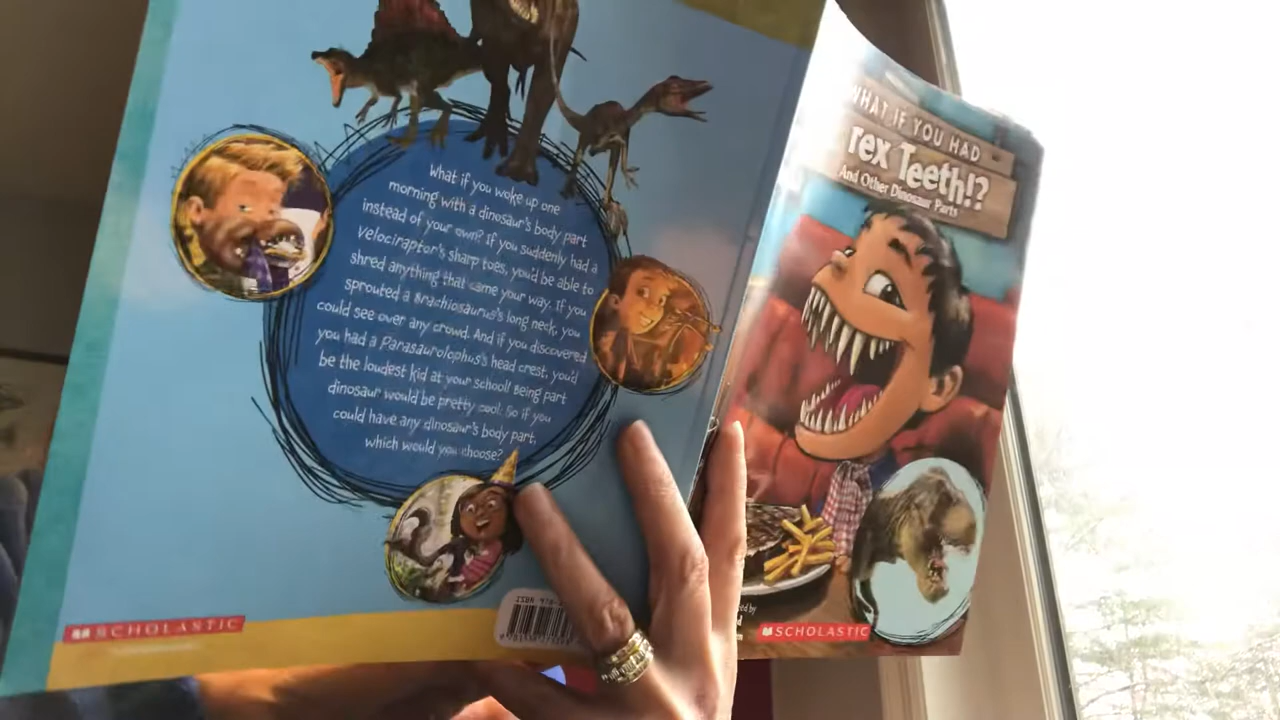 What if you woke up one
morning with a dinosaur's body part
instead of your own? If you suddenly had a
Velociraptor's sharp toes, you'd be able to
shred anything that came your way. If you
sprouted a Brachiosaurus's long neck, you
could see over any crowd. And if you discovered
you had a Parasaurolophus's head crest, you'd
be the loudest kid at your school! Being part
dinosaur would be pretty cool. So if you
could have any dinosaur's body part,
which would you choose?
ISBN 978-
SCHOLASTIC
WHAT IF YOU HAD
rex Teeth!?
And Other Dinosaur Parts
SCHOLASTIC